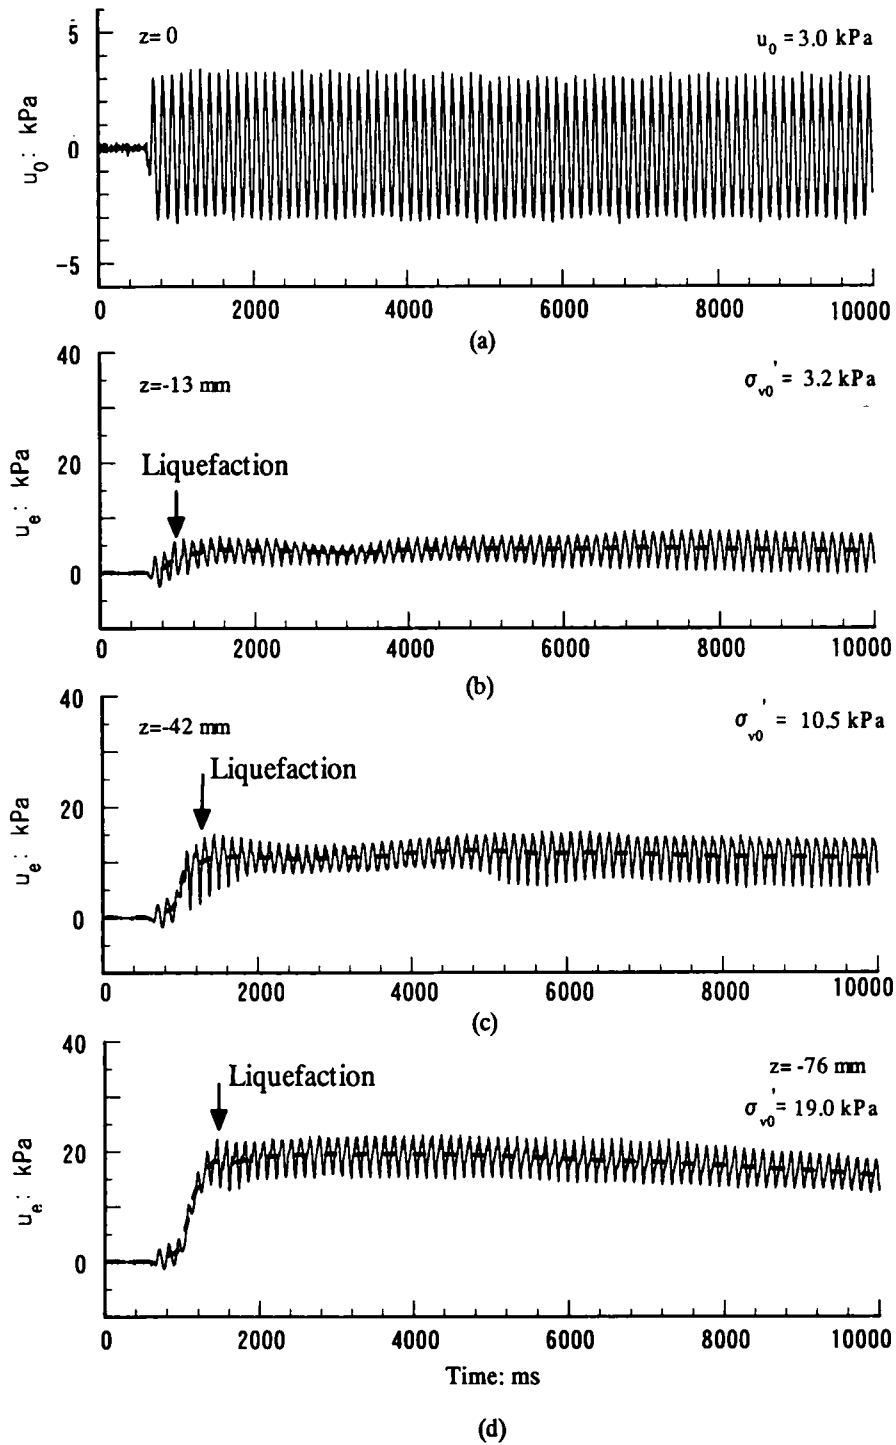 5
z= 0
u0 = 3.0 kPa
u0: kPa
0
-5
0 2000 4000 6000 8000 10000
(a)
40
z=-13 mm
σv0' = 3.2 kPa
Liquefaction
20
ue: kPa
0
0 2000 4000 6000 8000 10000
(b)
40
z=-42 mm
σv0' = 10.5 kPa
Liquefaction
20
ue: kPa
0
0 2000 4000 6000 8000 10000
(c)
40
z= -76 mm
Liquefaction
σv0' = 19.0 kPa
20
ue: kPa
0
0 2000 4000 6000 8000 10000
Time: ms
(d)